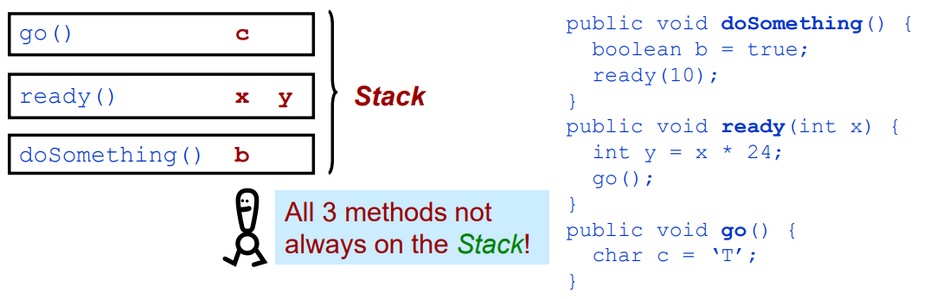 go() c
ready() x y
doSomething() b
Stack
All 3 methods not
always on the Stack!
public void doSomething() {
boolean b = true;
ready(10);
}
public void ready(int x) {
int y = x * 24;
go();
}
public void go() {
char c = ‘T’;
}